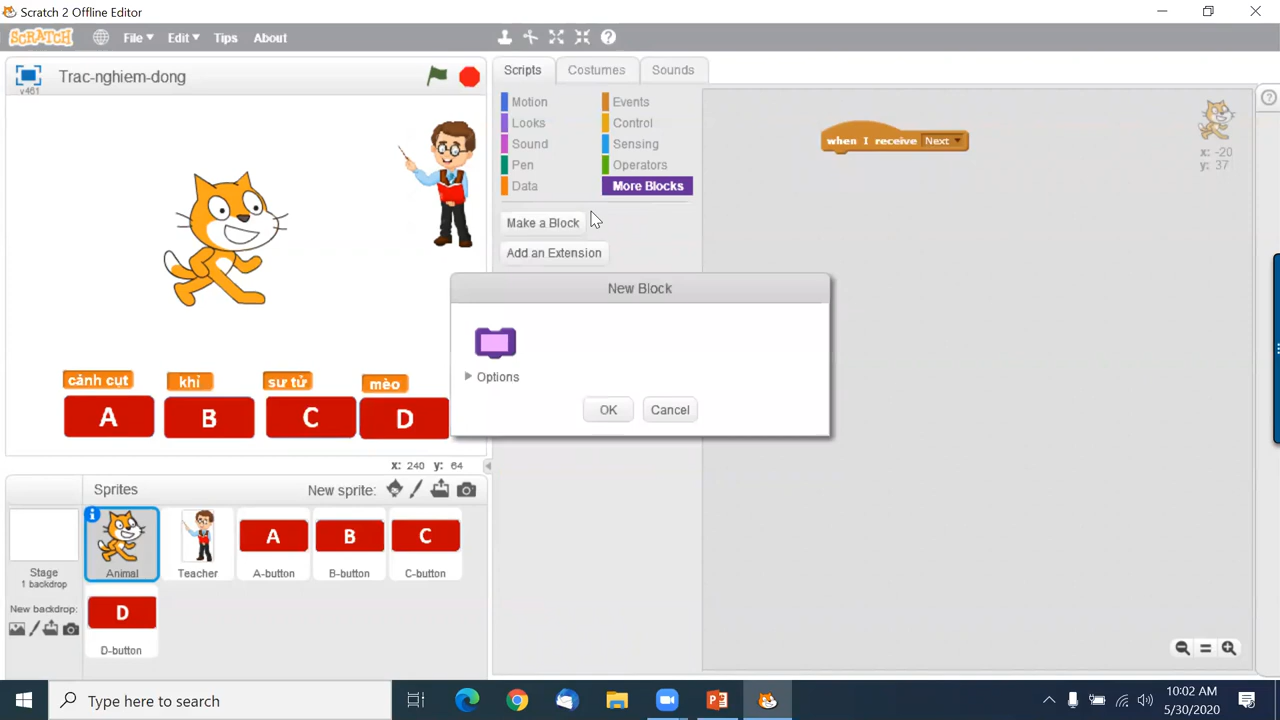 Scratch 2 Offline Editor
SCRATCH
File
Edit
Tips
About
v461
Trac-nghiem-dong
Scripts
Costumes
Sounds
Motion
Events
Looks
Control
Sound
Sensing
Pen
Operators
Data
More Blocks
Make a Block
Add an Extension
when I receive Next
x: -20
y: 37
New Block
Options
OK
Cancel
cảnh cụt
khỉ
sư tử
mèo
A
B
C
D
x: 240 y: 64
Sprites
New sprite:
Stage
1 backdrop
New backdrop:
Animal
Teacher
A
A-button
B
B-button
C
C-button
D
D-button
Type here to search
10:02 AM
5/30/2020